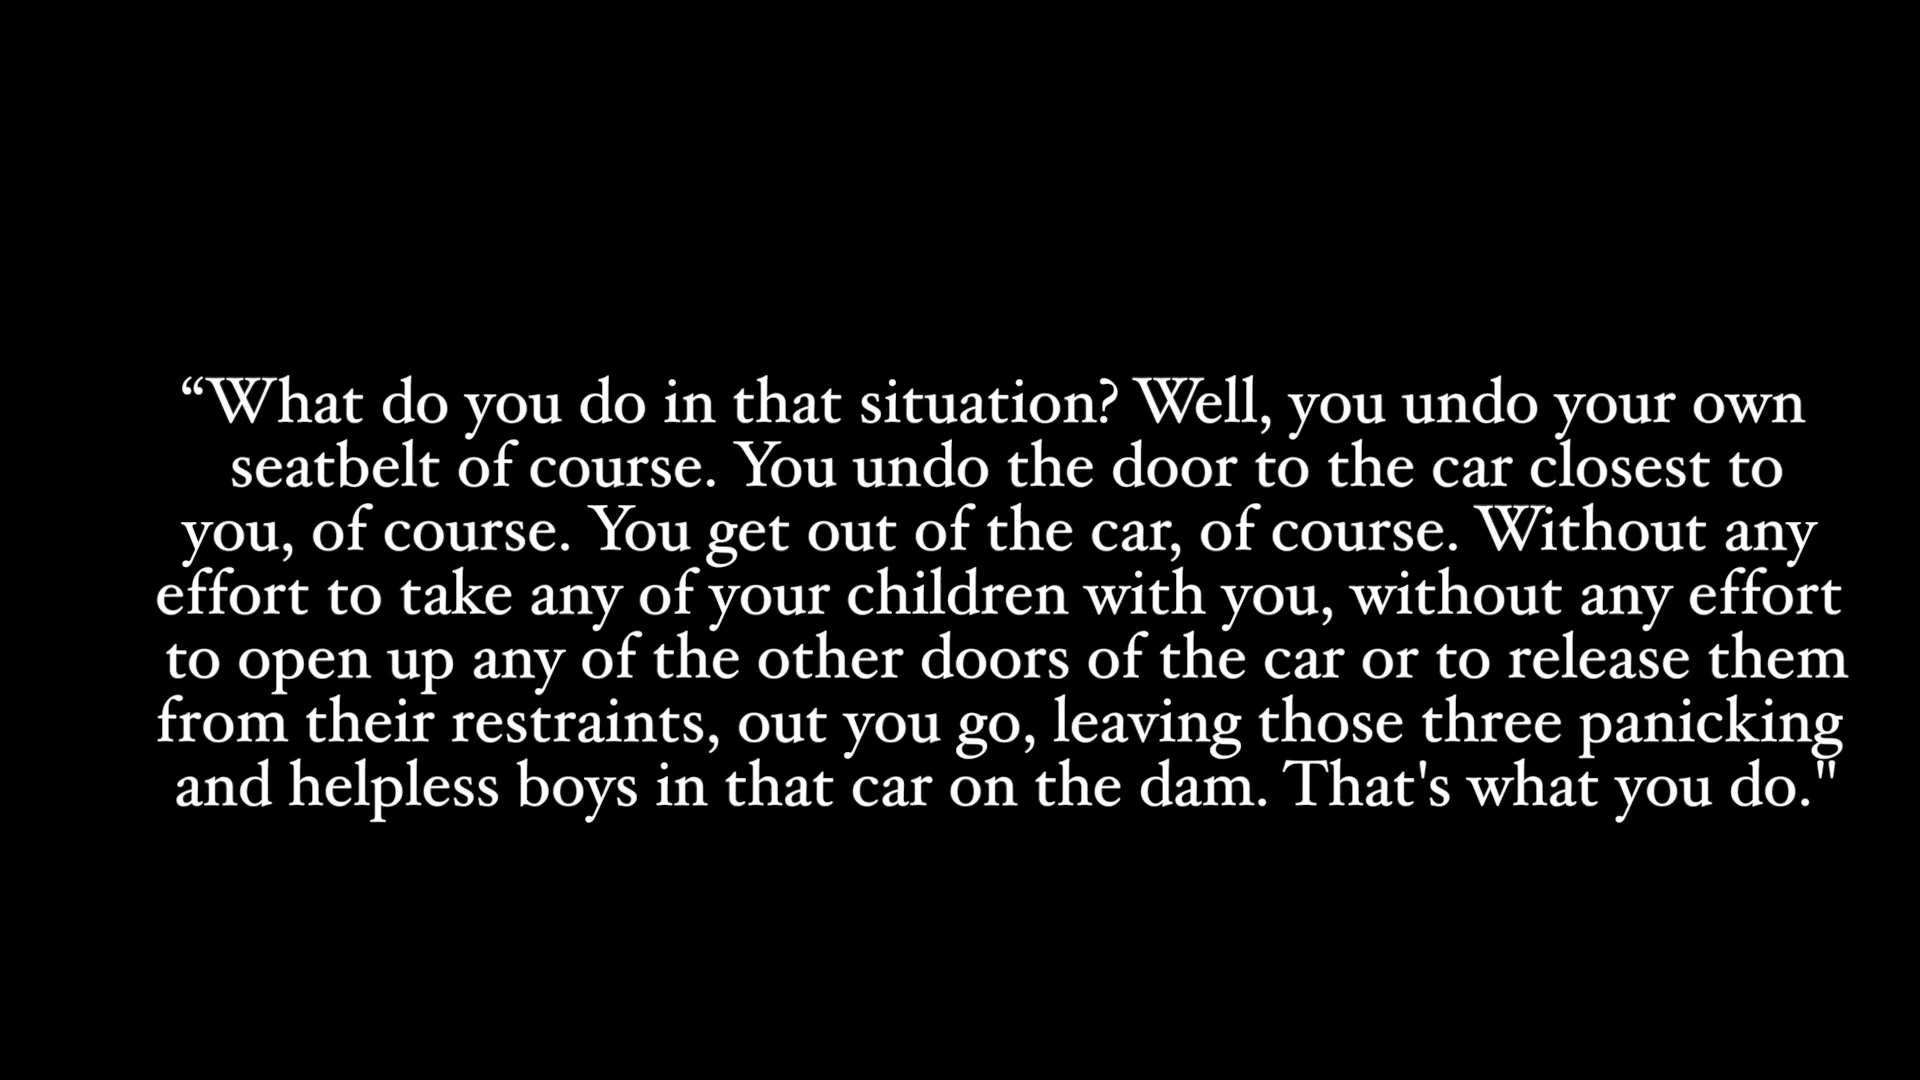 “What do you do in that situation? Well, you undo your own
seatbelt of course. You undo the door to the car closest to
you, of course. You get out of the car, of course. Without any
effort to take any of your children with you, without any effort
to open up any of the other doors of the car or to release them
from their restraints, out you go, leaving those three panicking
and helpless boys in that car on the dam. That's what you do."